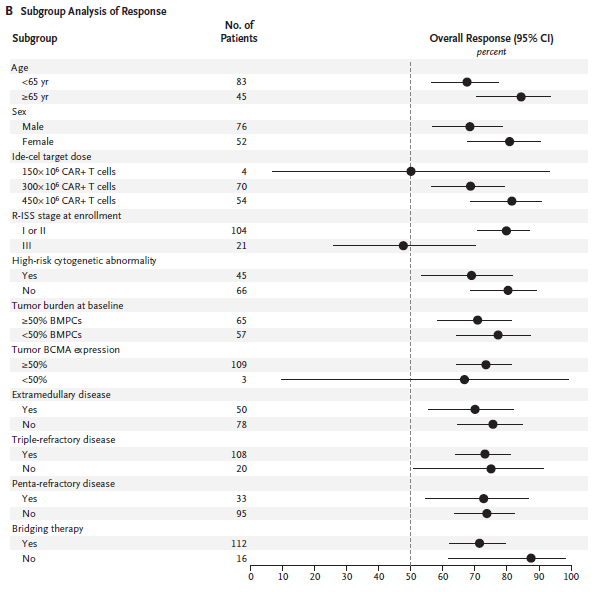 B Subgroup Analysis of Response
Subgroup No. of Patients Overall Response (95% CI)
percent
Age
<65 yr 83
≥65 yr 45
Sex
Male 76
Female 52
Ide-cel target dose
150×10⁶ CAR+ T cells 4
300×10⁶ CAR+ T cells 70
450×10⁶ CAR+ T cells 54
R-ISS stage at enrollment
I or II 104
III 21
High-risk cytogenetic abnormality
Yes 45
No 66
Tumor burden at baseline
≥50% BMPCs 65
<50% BMPCs 57
Tumor BCMA expression
≥50% 109
<50% 3
Extramedullary disease
Yes 50
No 78
Triple-refractory disease
Yes 108
No 20
Penta-refractory disease
Yes 33
No 95
Bridging therapy
Yes 112
No 16
0 10 20 30 40 50 60 70 80 90 100